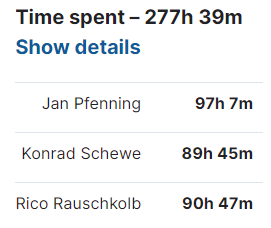 Time spent – 277h 39m
Show details
Jan Pfenning 97h 7m
Konrad Schewe 89h 45m
Rico Rauschkolb 90h 47m